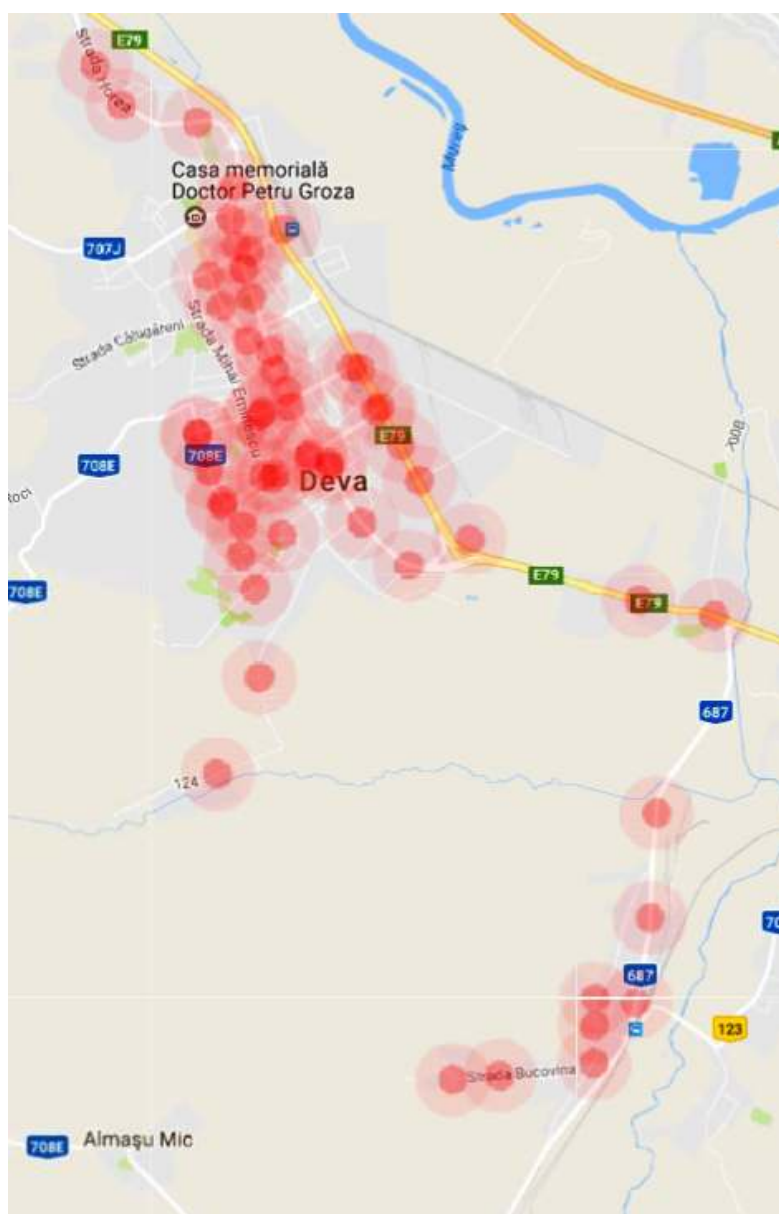 Strada Horea
E79
Mureș
Casa memorială
Doctor Petru Groza
707J
Strada Călugăreni
Strada Mihai Eminescu
E79
708E
708E
700K
Deva
708E
E79
E79
687
124
687
123
Strada Bucovina
708E
Almașu Mic